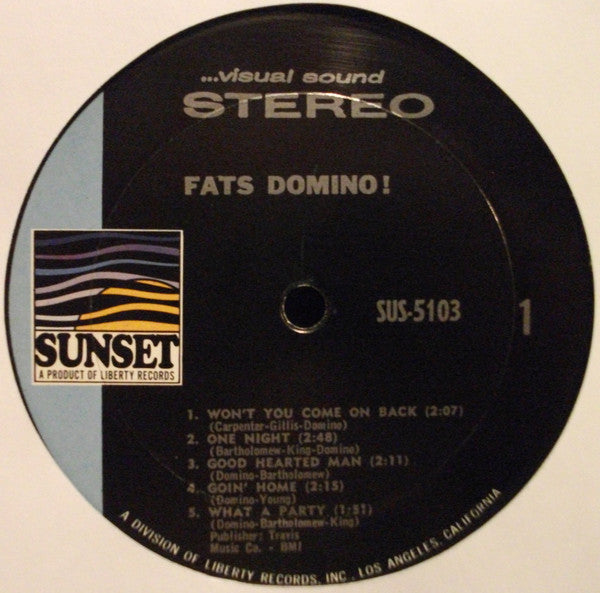 ...visual sound
STEREO
FATS DOMINO!
SUS-5103
1
SUNSET
A PRODUCT OF LIBERTY RECORDS
1. WON'T YOU COME ON BACK (2:07)
(Carpenter-Gillis-Domino)
2. ONE NIGHT (2:48)
(Bartholomew-King-Domino)
3. GOOD HEARTED MAN (2:11)
(Domino-Bartholomew)
4. GOIN' HOME (2:15)
(Domino-Young)
5. WHAT A PARTY (1:51)
(Domino-Bartholomew-King)
Publisher: Travis
Music Co. - BMI
A DIVISION OF LIBERTY RECORDS, INC., LOS ANGELES, CALIFORNIA